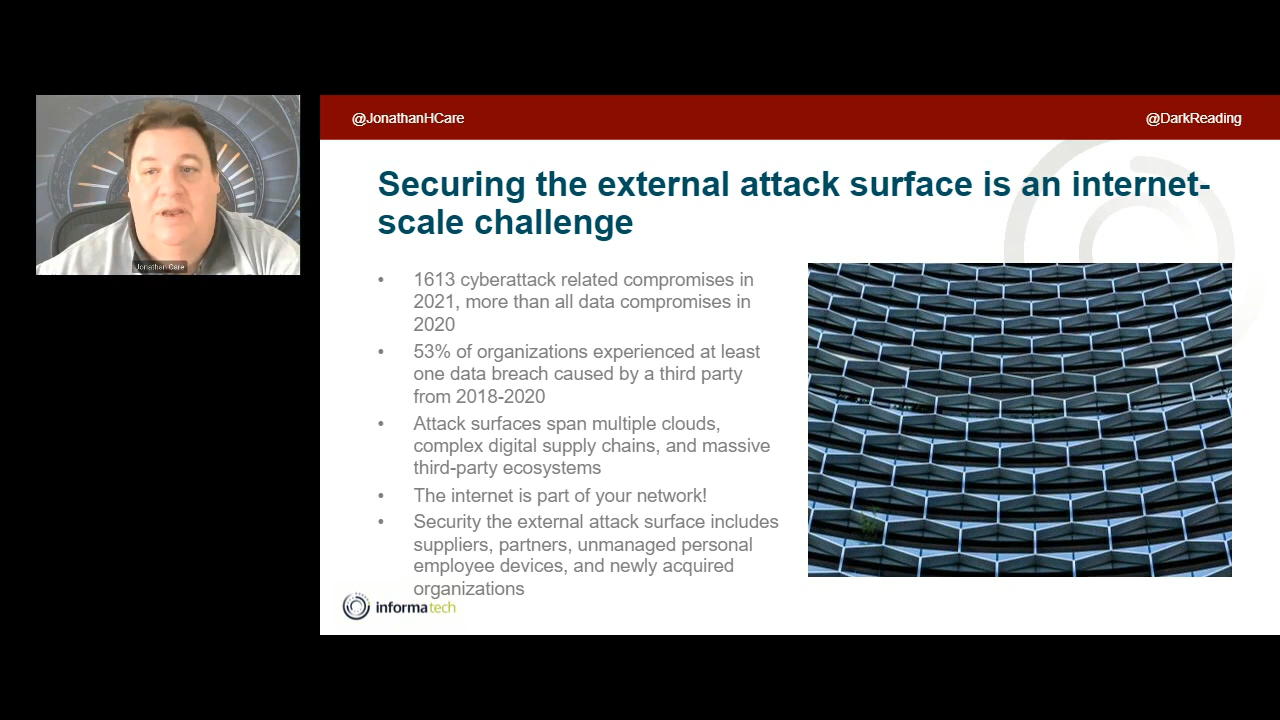 @JonathanHCare
@DarkReading
Securing the external attack surface is an internet-
scale challenge
• 1613 cyberattack related compromises in
2021, more than all data compromises in
2020
• 53% of organizations experienced at least
one data breach caused by a third party
from 2018-2020
• Attack surfaces span multiple clouds,
complex digital supply chains, and massive
third-party ecosystems
• The internet is part of your network!
• Security the external attack surface includes
suppliers, partners, unmanaged personal
employee devices, and newly acquired
organizations
informa tech
Jonathan Care